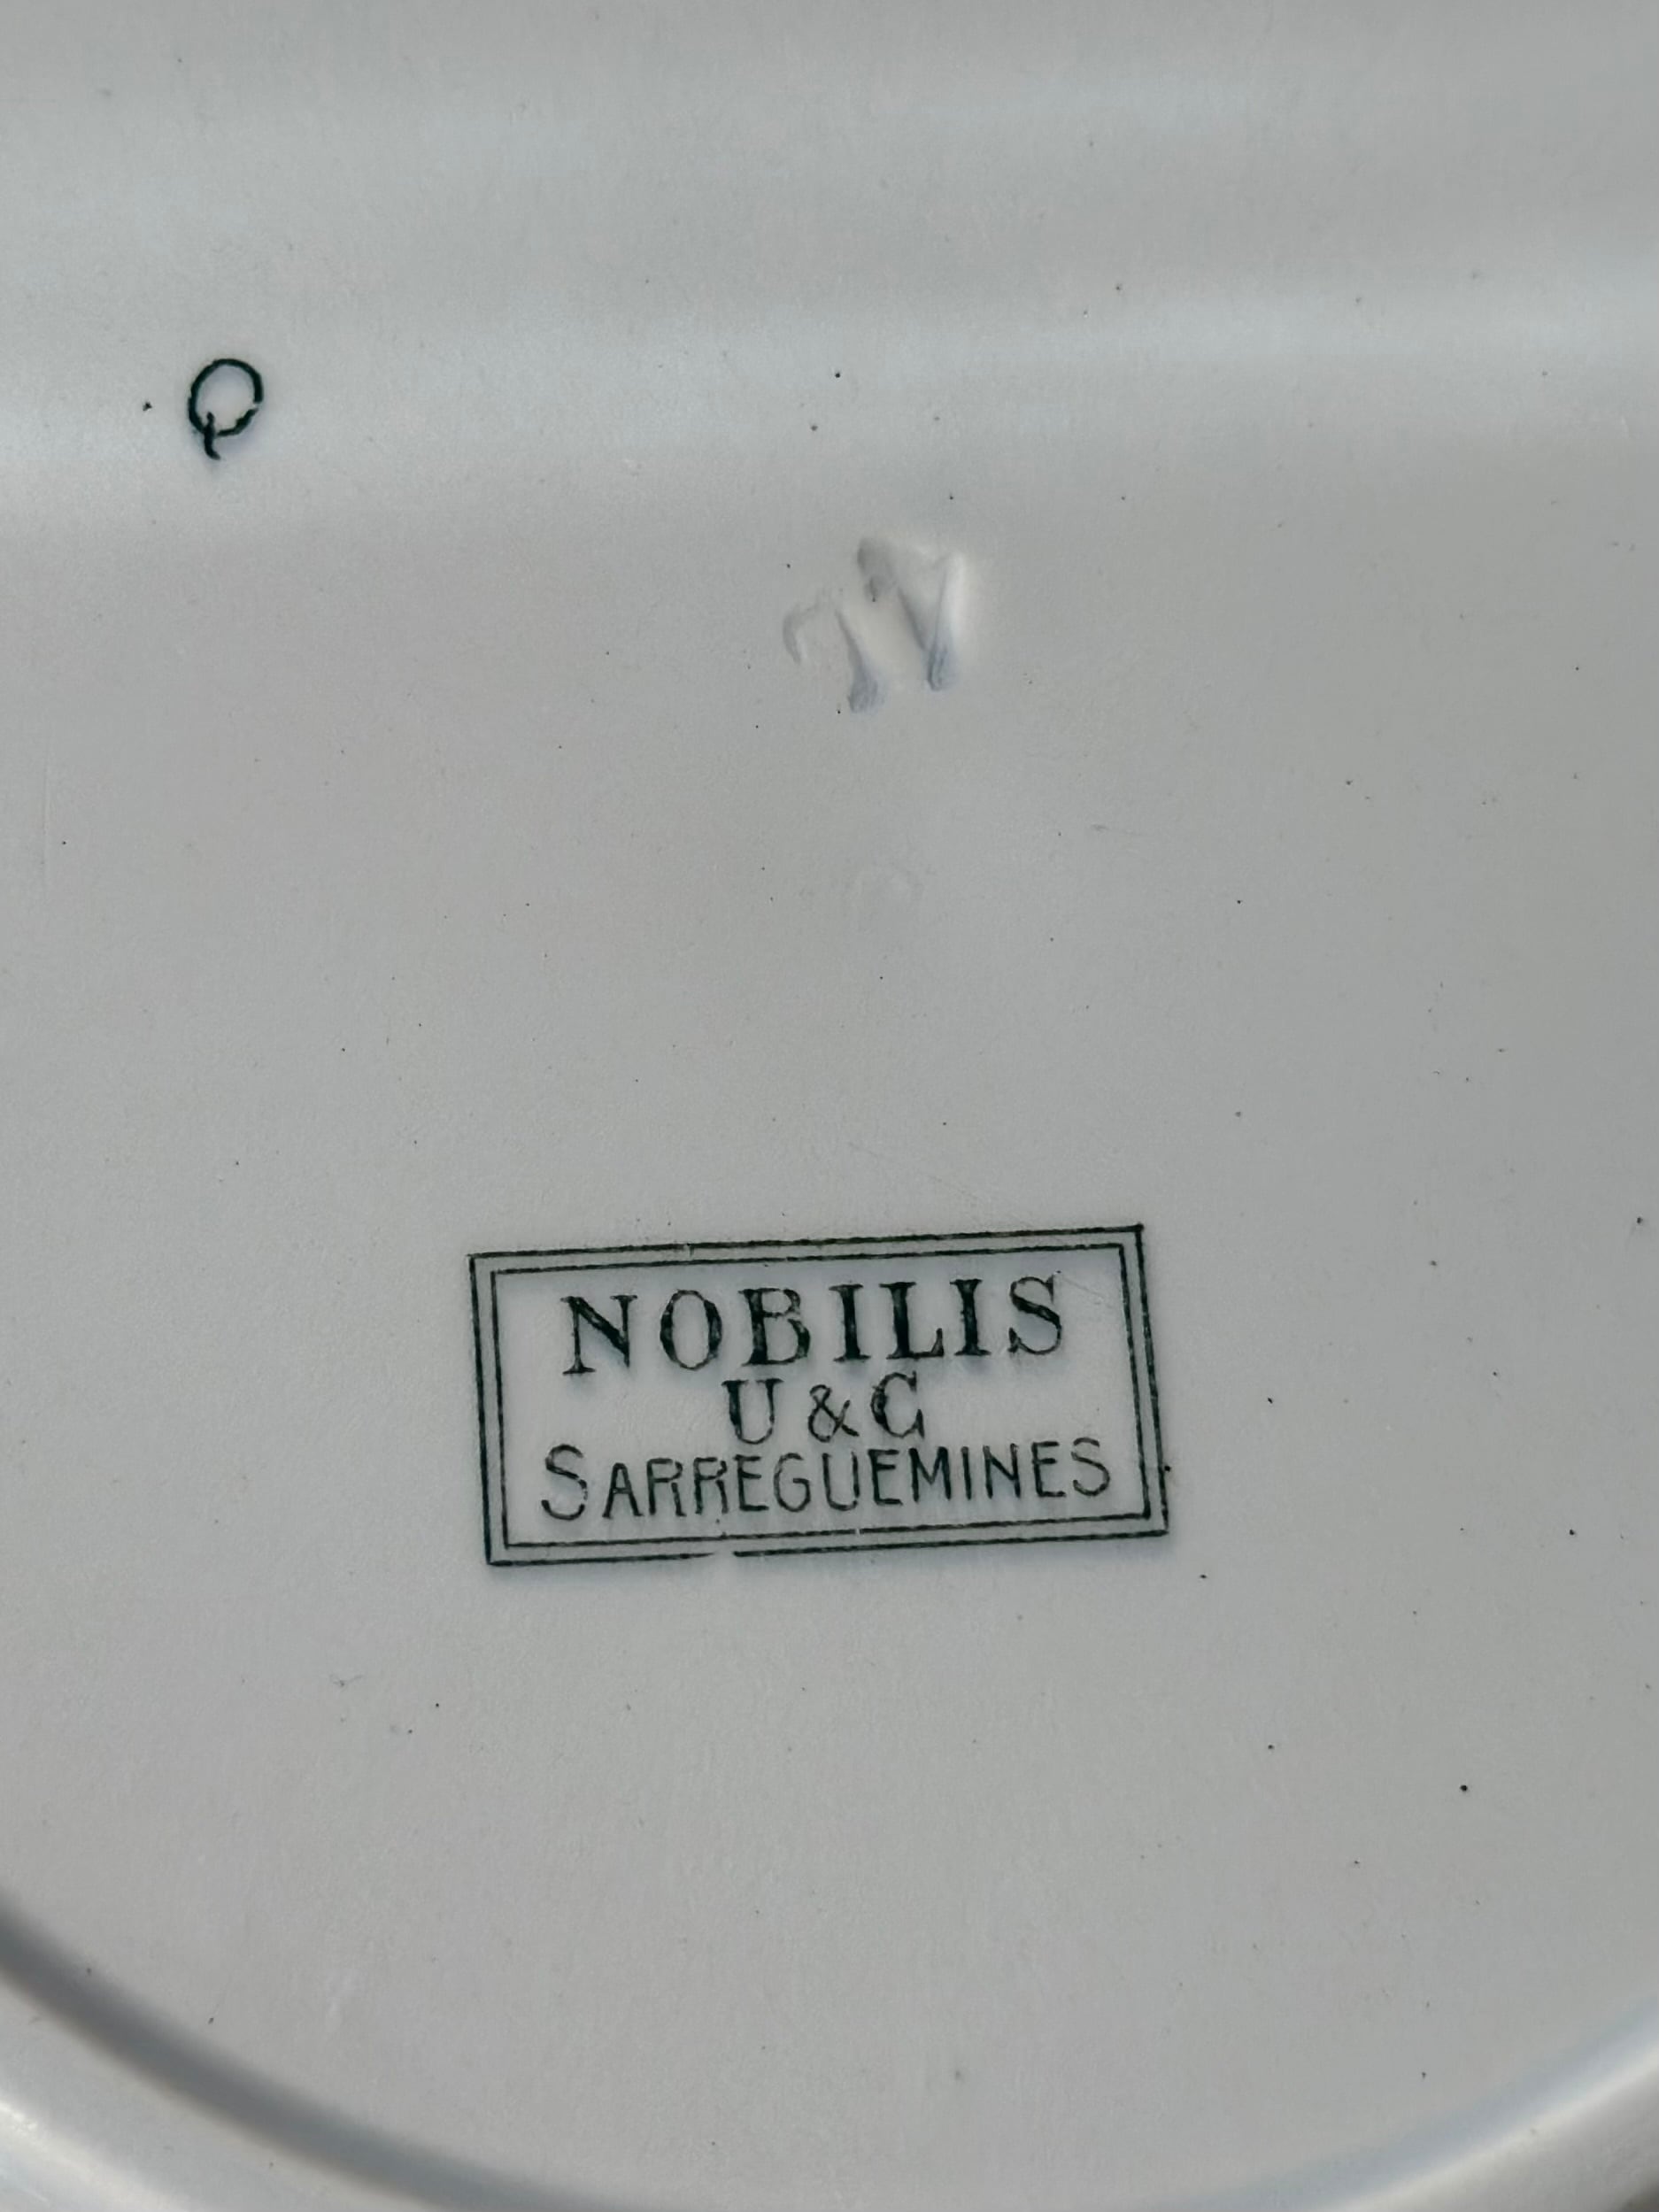 Q
NOBILIS
U & C
SARREGUEMINES